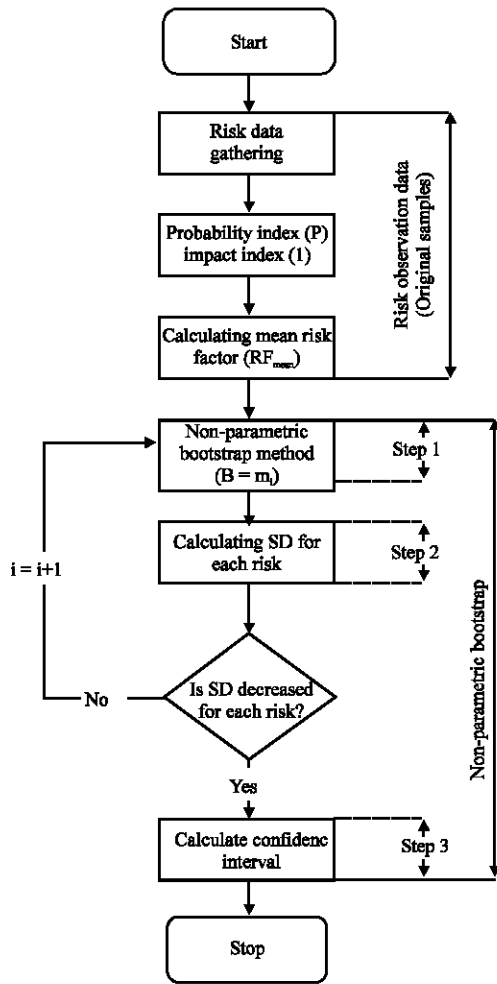 Start
Risk data
gathering
Probability index (P)
impact index (1)
Calculating mean risk
factor (RFmean)
Risk observation data
(Original samples)
Non-parametric
bootstrap method
(B = mi)
Step 1
Calculating SD for
each risk
Step 2
i = i+1
Is SD decreased
for each risk?
No
Yes
Non-parametric bootstrap
Calculate confidenc
interval
Step 3
Stop